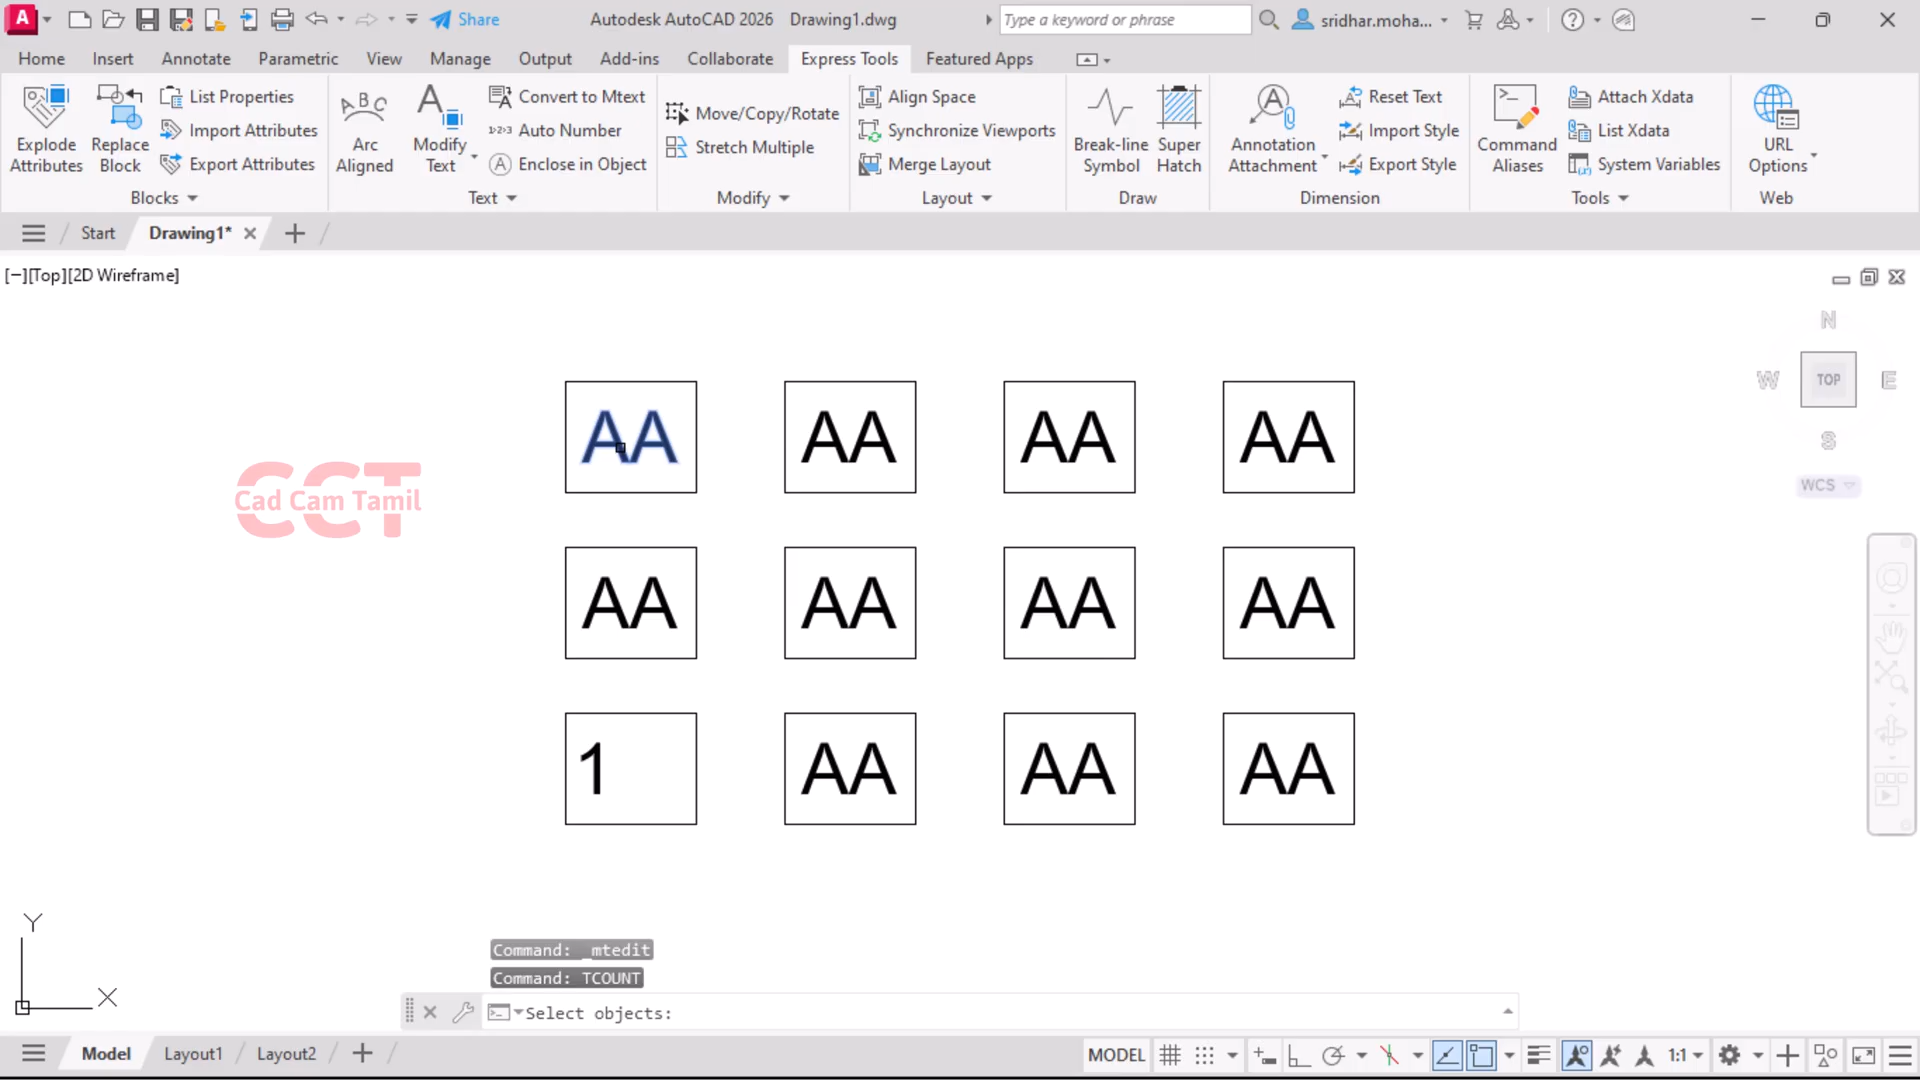 Share
Autodesk AutoCAD 2026 Drawing1.dwg
Type a keyword or phrase
sridhar.moha...
Home Insert Annotate Parametric View Manage Output Add-ins Collaborate Express Tools Featured Apps
Explode Attributes
Replace Block
List Properties
Import Attributes
Export Attributes
Blocks
Arc Aligned
Modify Text
Convert to Mtext
Auto Number
Enclose in Object
Text
Move/Copy/Rotate
Stretch Multiple
Modify
Align Space
Synchronize Viewports
Merge Layout
Layout
Break-line Symbol
Super Hatch
Draw
Annotation Attachment
Reset Text
Import Style
Export Style
Dimension
Command Aliases
Attach Xdata
List Xdata
System Variables
Tools
URL Options
Web
Start Drawing1*
[−][Top][2D Wireframe]
N
W TOP E
S
WCS
CCT
Cad Cam Tamil
AA AA AA AA
AA AA AA AA
1 AA AA AA
Y
X
Command: _mtedit
Command: TCOUNT
Select objects:
Model Layout1 Layout2
MODEL 1:1